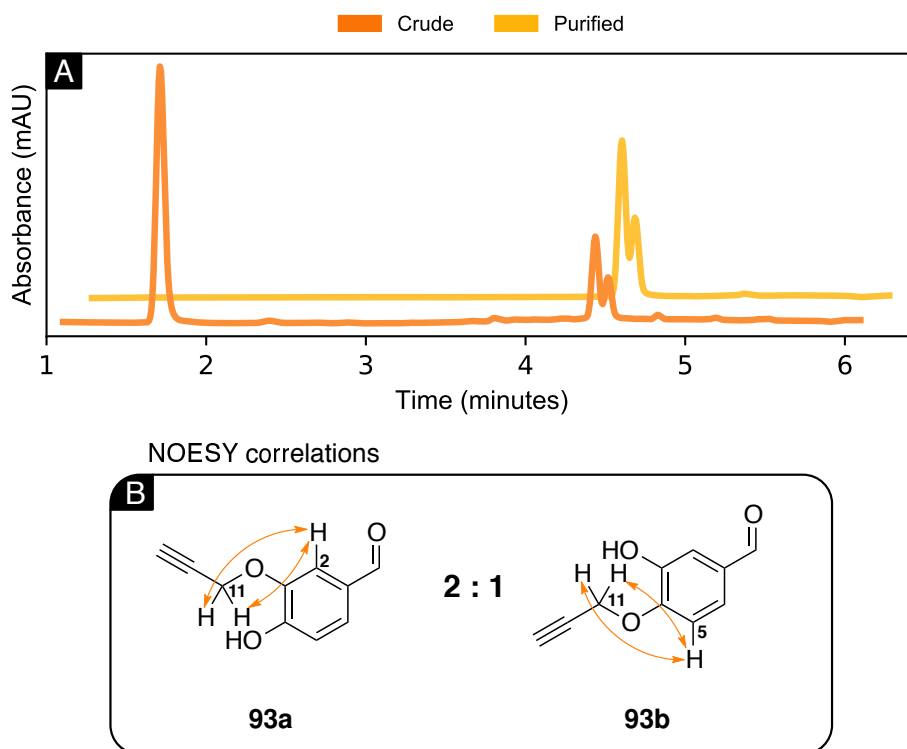 Crude Purified
A
Absorbance (mAU)
1 2 3 4 5 6
Time (minutes)
NOESY correlations
B
H O
2
O
11
H H
HO
93a
2 : 1
O
HO
H H
11
O
5
H
93b